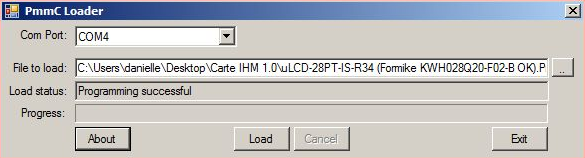 PmmC Loader
Com Port: COM4
File to load: C:\Users\danielle\Desktop\Carte IHM 1.0\uLCD-28PT-IS-R34 (Formike KWH028Q20-F02-B OK).P ..
Load status: Programming successful
Progress:
About Load Cancel Exit